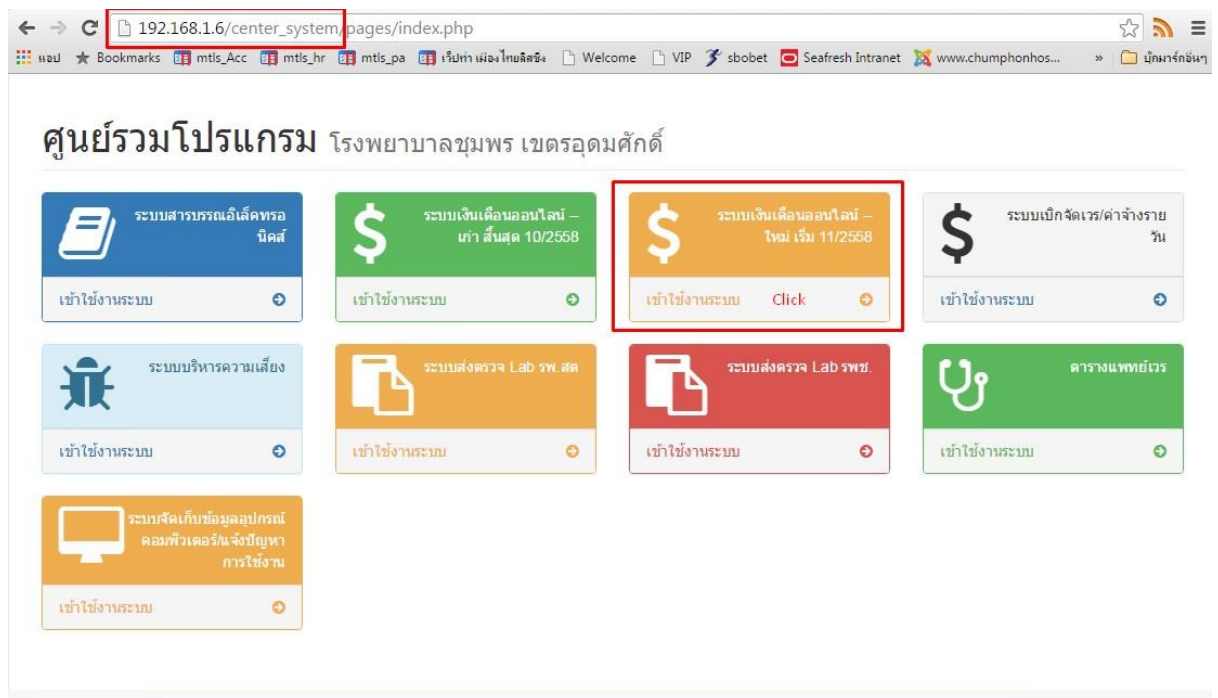 192.168.1.6/center_system/pages/index.php
แอป Bookmarks mtls_Acc mtls_hr mtls_pa เว็ปท่า เมืองไทยลิสซิ่ง Welcome VIP sbobet Seafresh Intranet www.chumphonhos... » บุ๊กมาร์กอื่นๆ
ศูนย์รวมโปรแกรม โรงพยาบาลชุมพร เขตรอุดมศักดิ์
ระบบสารบรรณอิเล็คทรอ
นิคส์
เข้าใช้งานระบบ
ระบบเงินเดือนออนไลน์ –
เก่า สิ้นสุด 10/2558
เข้าใช้งานระบบ
ระบบเงินเดือนออนไลน์ –
ใหม่ เริ่ม 11/2558
เข้าใช้งานระบบ Click
ระบบเบิกจัดเวร/ค่าจ้างราย
วัน
เข้าใช้งานระบบ
ระบบบริหารความเสี่ยง
เข้าใช้งานระบบ
ระบบส่งตรวจ Lab รพ.สต
เข้าใช้งานระบบ
ระบบส่งตรวจ Lab รพช.
เข้าใช้งานระบบ
ตารางแพทย์เวร
เข้าใช้งานระบบ
ระบบจัดเก็บข้อมูลอุปกรณ์
คอมพิวเตอร์/แจ้งปัญหา
การใช้งาน
เข้าใช้งานระบบ